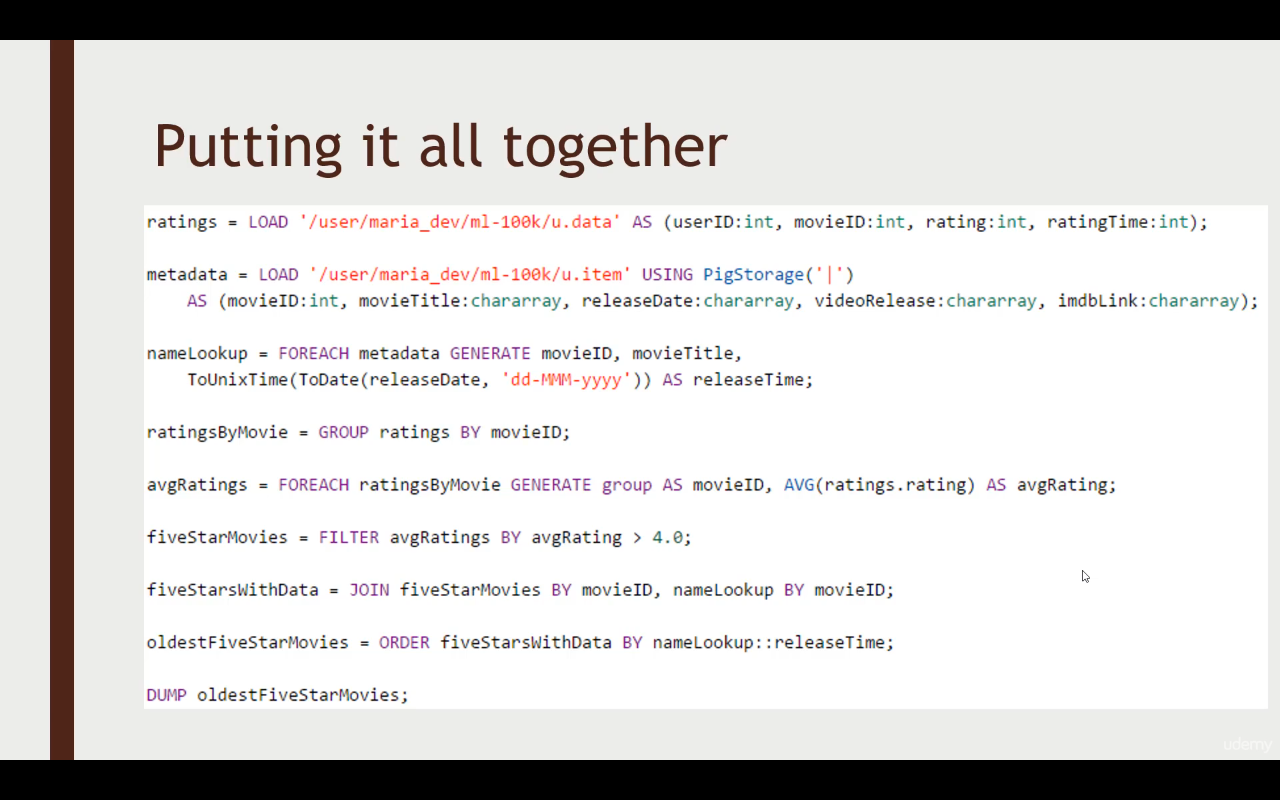 Putting it all together
ratings = LOAD '/user/maria_dev/ml-100k/u.data' AS (userID:int, movieID:int, rating:int, ratingTime:int);
metadata = LOAD '/user/maria_dev/ml-100k/u.item' USING PigStorage('|')
AS (movieID:int, movieTitle:chararray, releaseDate:chararray, videoRelease:chararray, imdbLink:chararray);
nameLookup = FOREACH metadata GENERATE movieID, movieTitle,
ToUnixTime(ToDate(releaseDate, 'dd-MMM-yyyy')) AS releaseTime;
ratingsByMovie = GROUP ratings BY movieID;
avgRatings = FOREACH ratingsByMovie GENERATE group AS movieID, AVG(ratings.rating) AS avgRating;
fiveStarMovies = FILTER avgRatings BY avgRating > 4.0;
fiveStarsWithData = JOIN fiveStarMovies BY movieID, nameLookup BY movieID;
oldestFiveStarMovies = ORDER fiveStarsWithData BY nameLookup::releaseTime;
DUMP oldestFiveStarMovies;
udemy